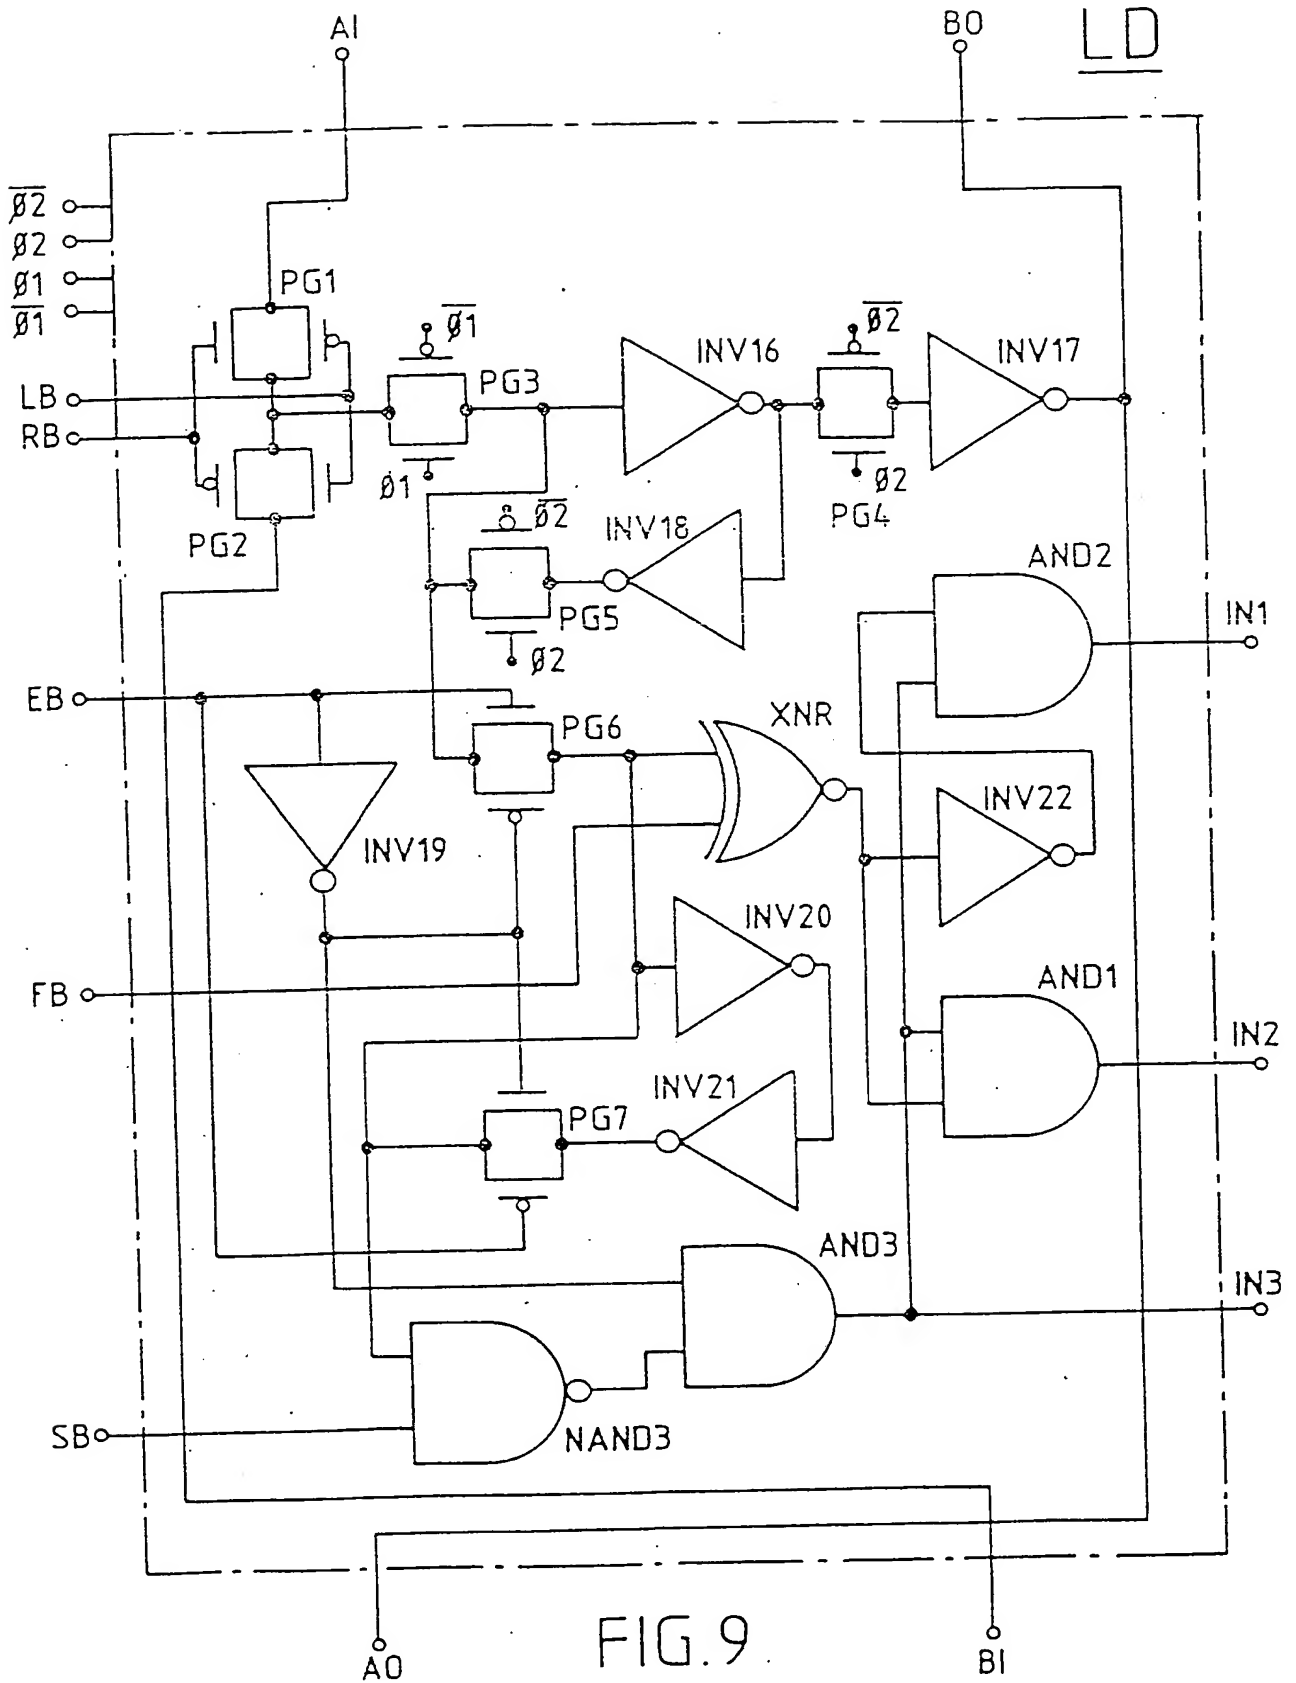 AI
BO
LD
ø2̅
ø2
ø1
ø1̅
PG1
LB
RB
ø1̅
PG3
INV16
ø2̅
INV17
ø1
ø2
PG4
PG2
ø2̅
INV18
PG5
ø2
AND2
IN1
EB
PG6
XNR
INV19
INV22
INV20
FB
AND1
IN2
INV21
PG7
AND3
IN3
SB
NAND3
AO
FIG.9
BI